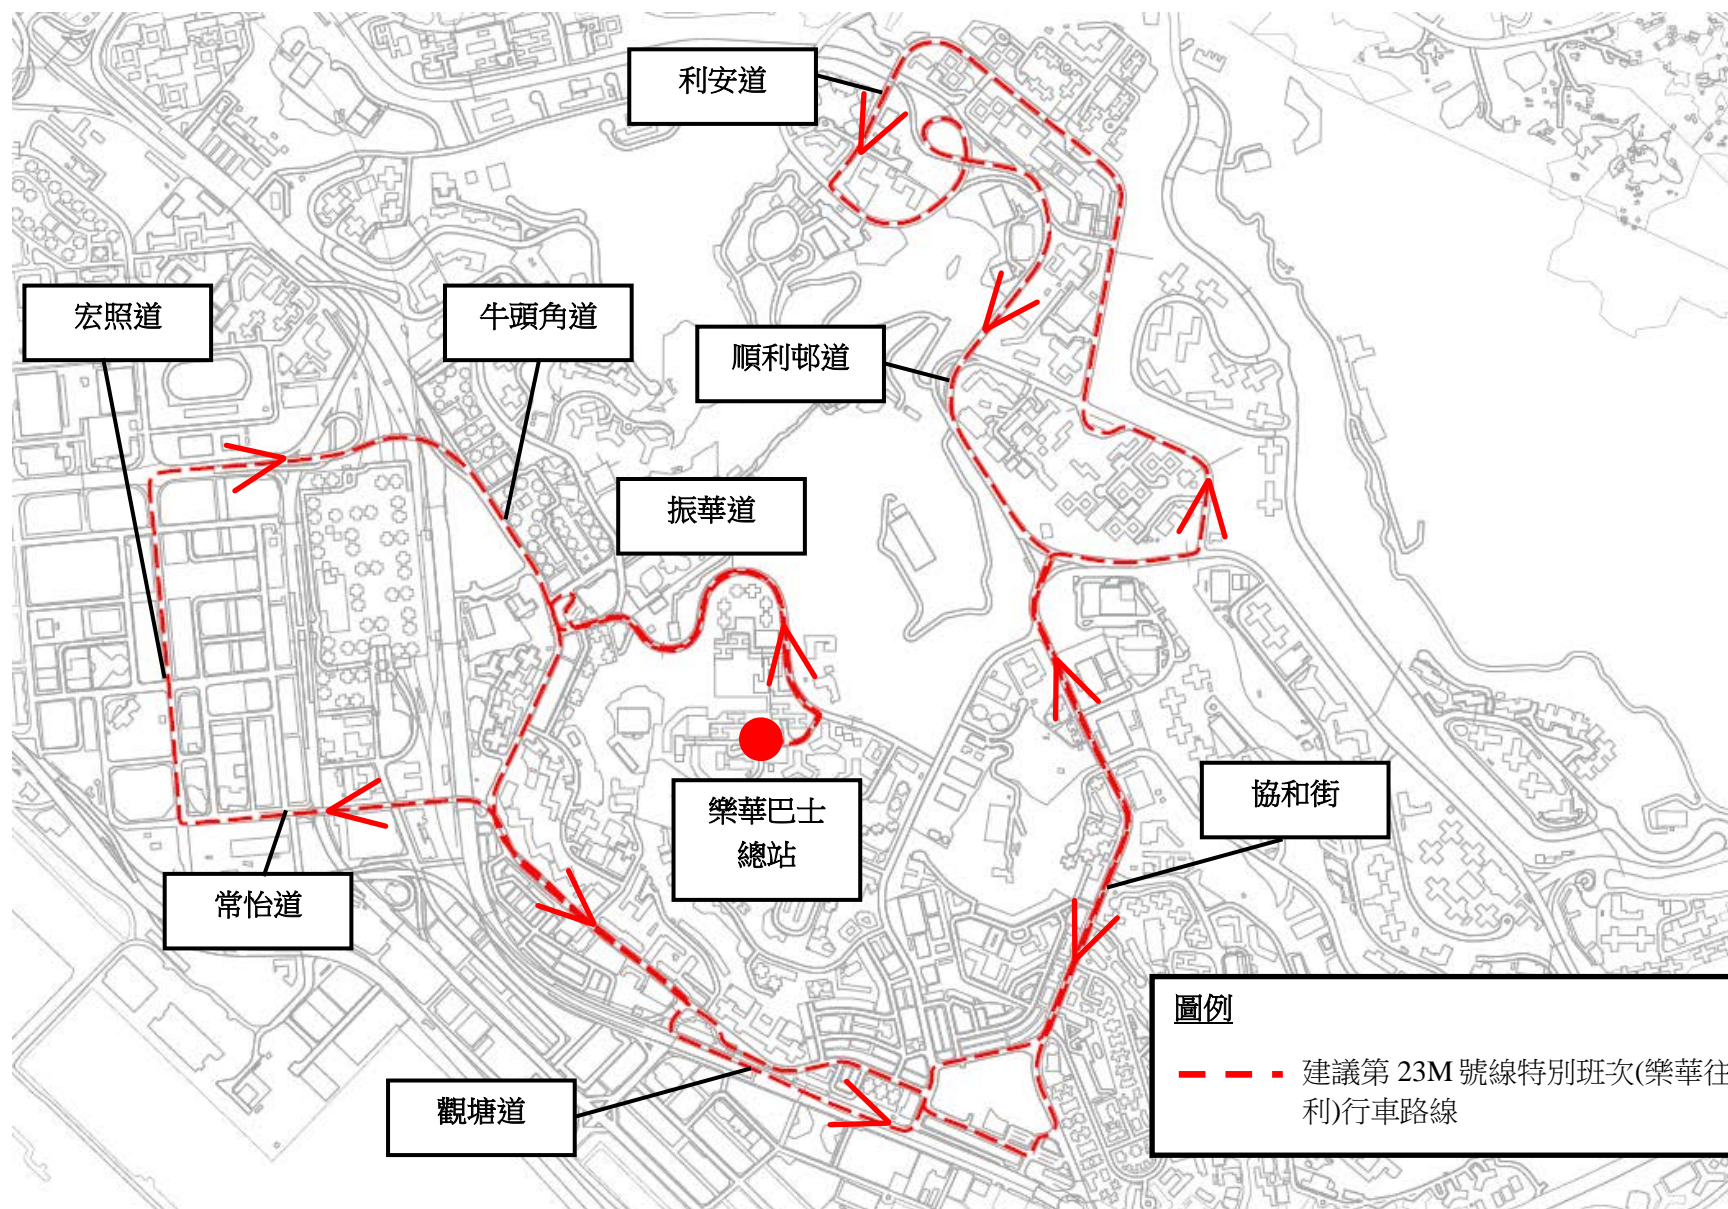 利安道
宏照道
牛頭角道
順利邨道
振華道
樂華巴士
總站
協和街
常怡道
觀塘道
圖例
建議第 23M 號線特別班次(樂華往
利)行車路線